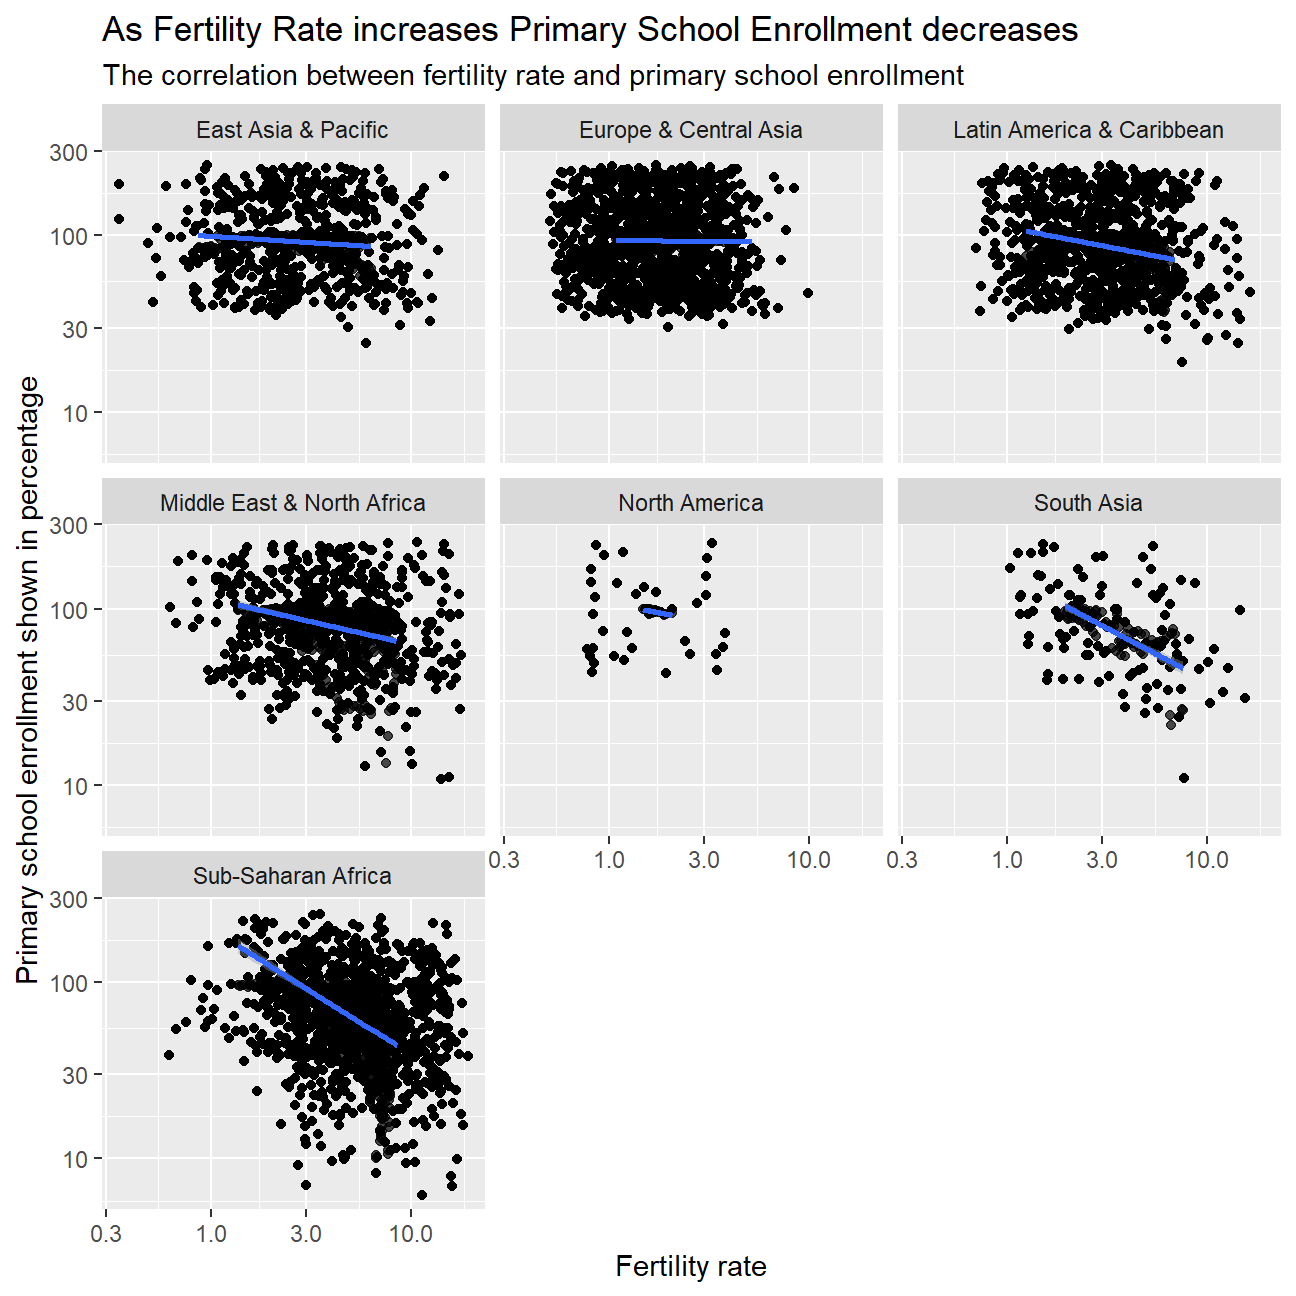 As Fertility Rate increases Primary School Enrollment decreases
The correlation between fertility rate and primary school enrollment
East Asia & Pacific
Europe & Central Asia
Latin America & Caribbean
300
100
30
10
Middle East & North Africa
North America
South Asia
300
100
30
10
0.3 1.0 3.0 10.0
0.3 1.0 3.0 10.0
Sub-Saharan Africa
300
100
30
10
0.3 1.0 3.0 10.0
Primary school enrollment shown in percentage
Fertility rate